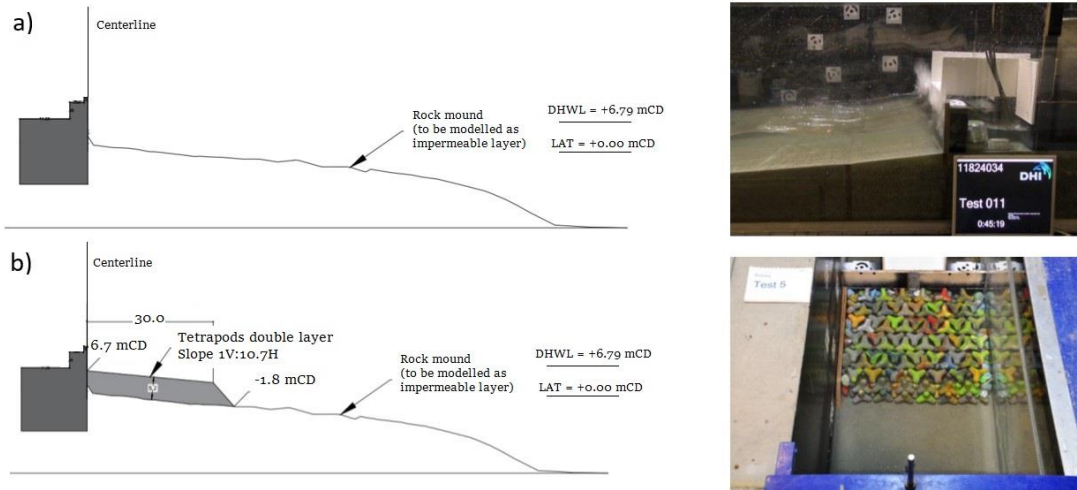 a)
Centerline
Rock mound
(to be modelled as
impermeable layer)
DHWL = +6.79 mCD
LAT = +0.00 mCD
11824034
DHI
Test 011
0:45:19
b)
Centerline
30.0
6.7 mCD
Tetrapods double layer
Slope 1V:10.7H
-1.8 mCD
Rock mound
(to be modelled as
impermeable layer)
DHWL = +6.79 mCD
LAT = +0.00 mCD
Test 5